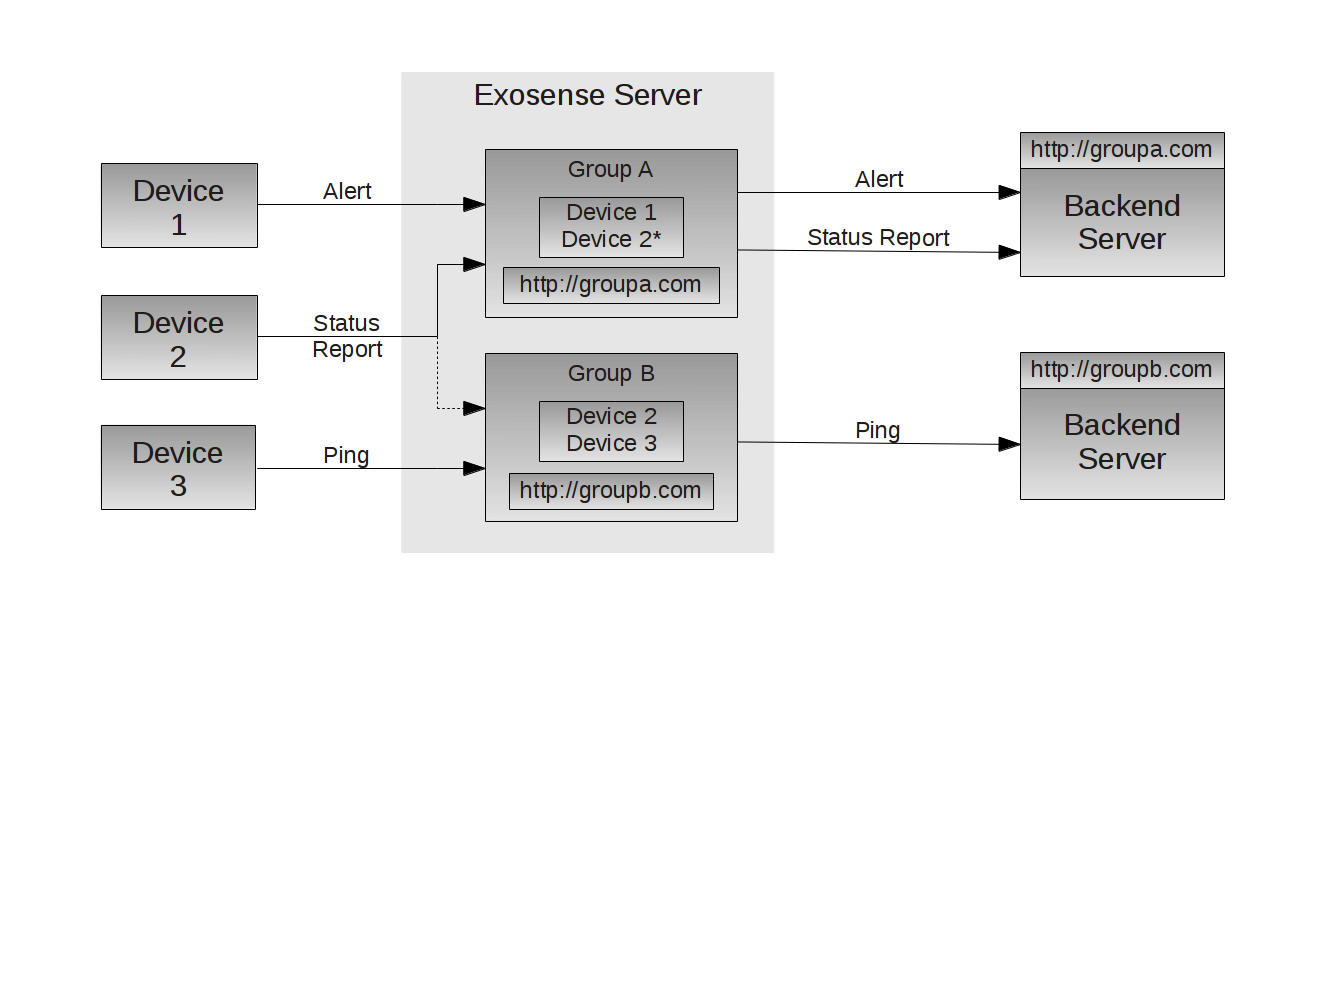 Exosense Server
Device
1
Alert
Group A
Device 1
Device 2*
http://groupa.com
Alert
Status Report
http://groupa.com
Backend
Server
Device
2
Status
Report
Group B
Device 2
Device 3
http://groupb.com
Device
3
Ping
Ping
http://groupb.com
Backend
Server